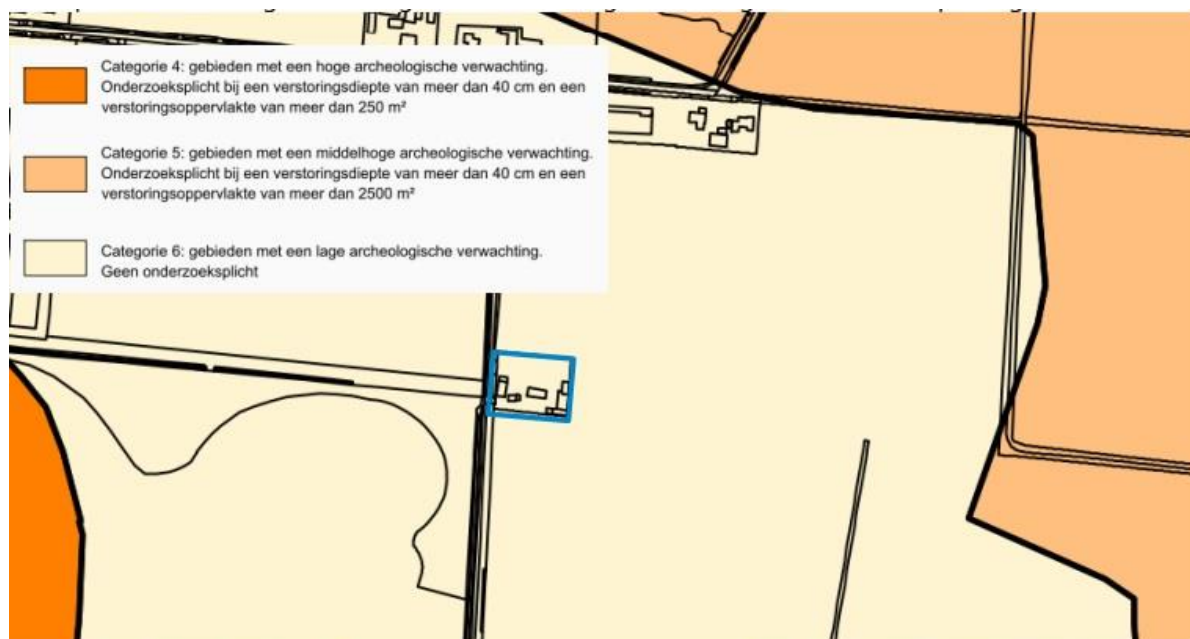 Categorie 4: gebieden met een hoge archeologische verwachting.
Onderzoeksplicht bij een verstoringsdiepte van meer dan 40 cm en een
verstoringsoppervlakte van meer dan 250 m²
Categorie 5: gebieden met een middelhoge archeologische verwachting.
Onderzoeksplicht bij een verstoringsdiepte van meer dan 40 cm en een
verstoringsoppervlakte van meer dan 2500 m²
Categorie 6: gebieden met een lage archeologische verwachting.
Geen onderzoeksplicht